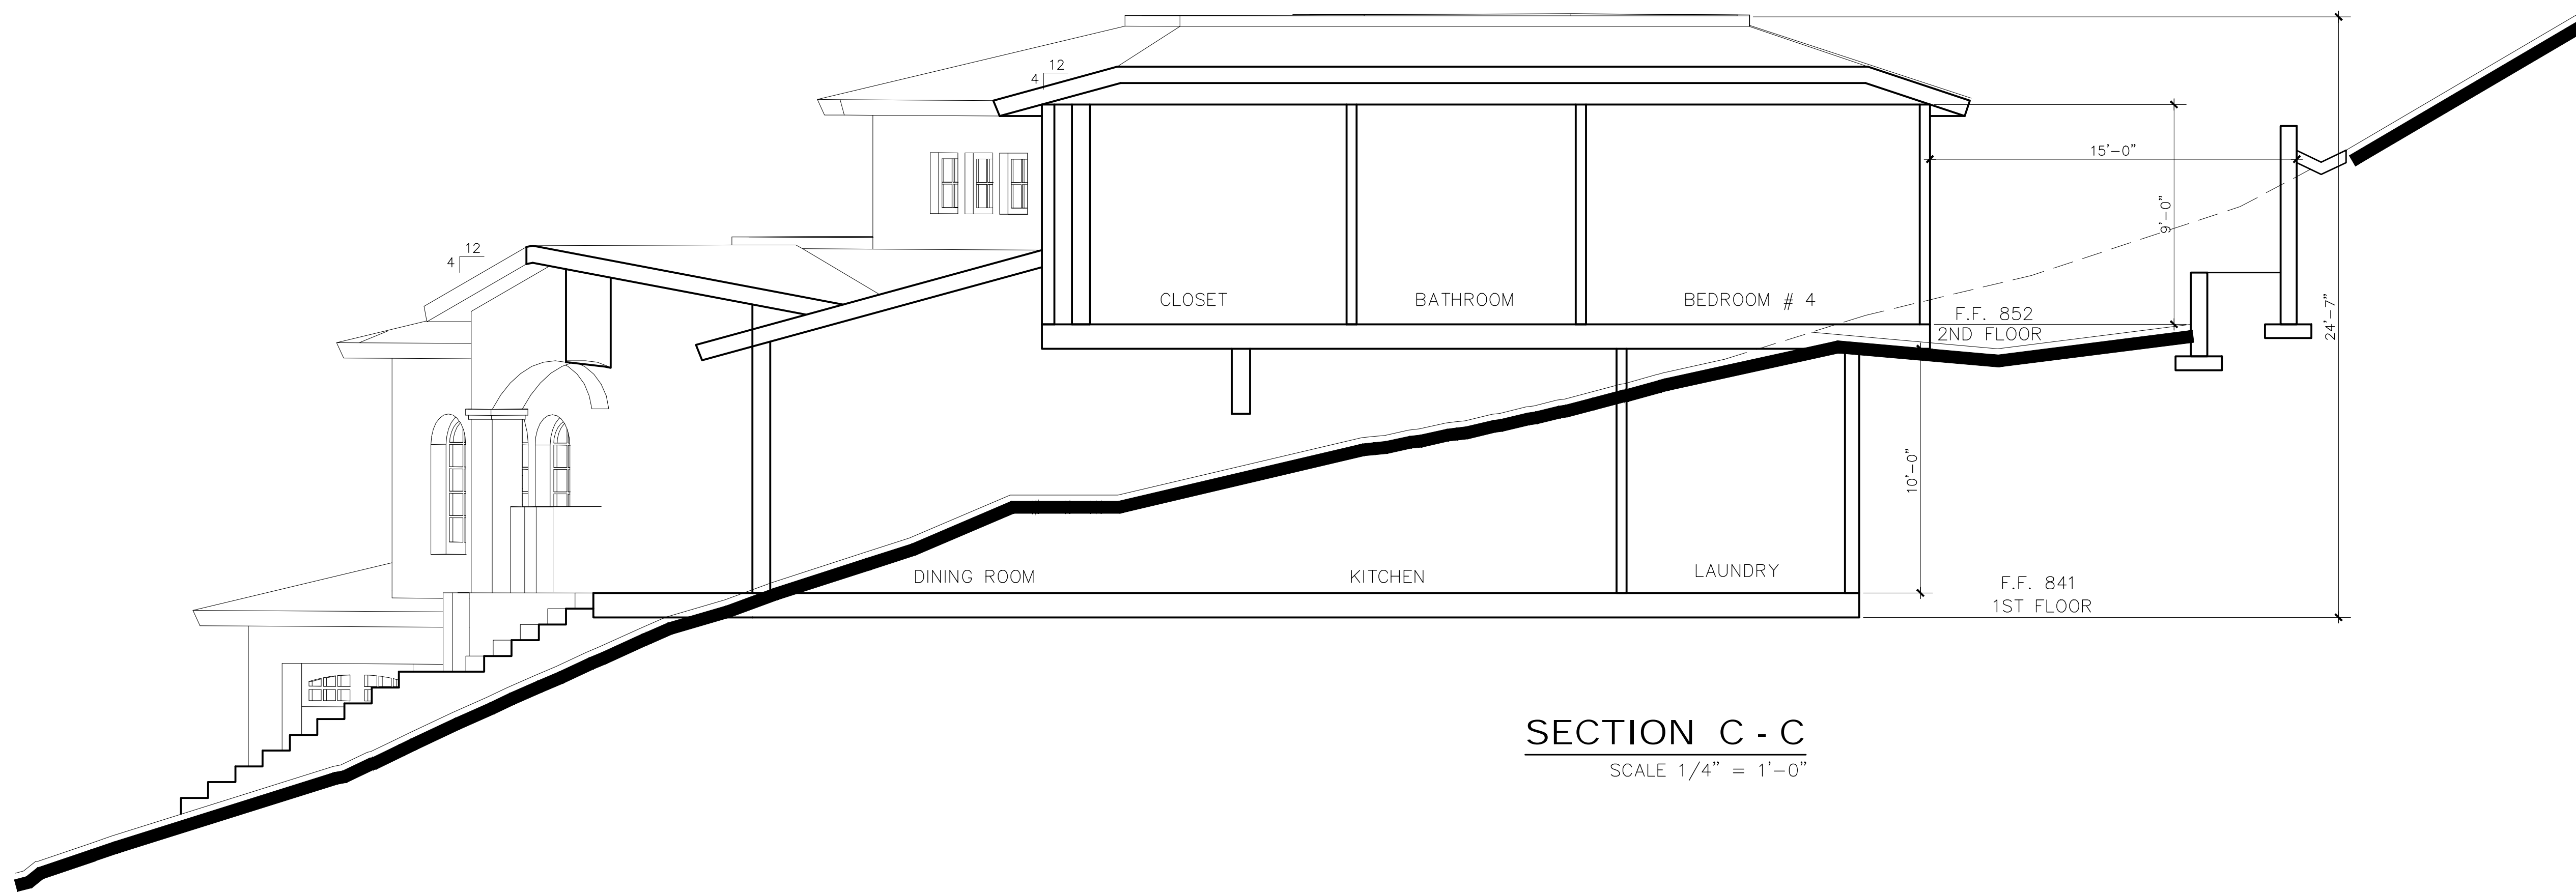 12
4
15'-0"
9'-0"
12
4
24'-7"
CLOSET
BATHROOM
BEDROOM # 4
F.F. 852
2ND FLOOR
10'-0"
DINING ROOM
KITCHEN
LAUNDRY
F.F. 841
1ST FLOOR
SECTION C - C
SCALE 1/4" = 1'-0"